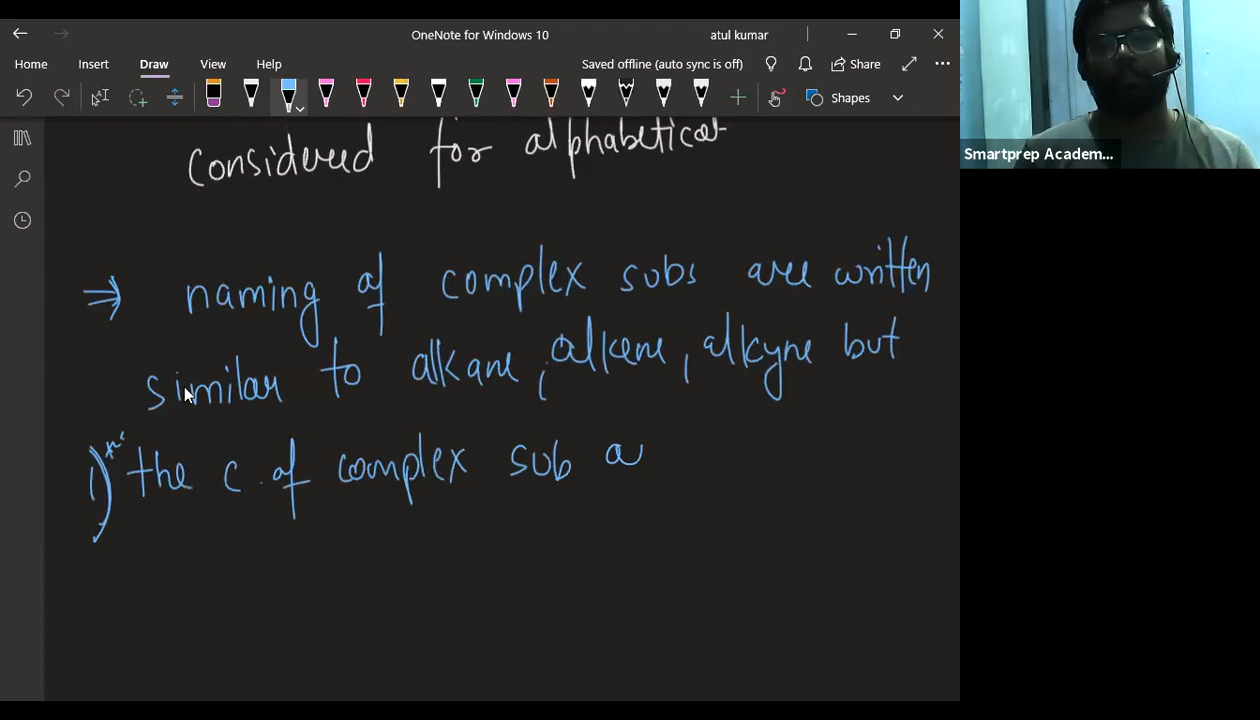 OneNote for Windows 10
atul kumar
Home Insert Draw View Help
Saved offline (auto sync is off)
Share
Shapes
Smartprep Academ...
considered for alphabetical
⇒ naming of complex subs are written
similar to alkane, alkene, alkyne but
1) the C. of complex sub a